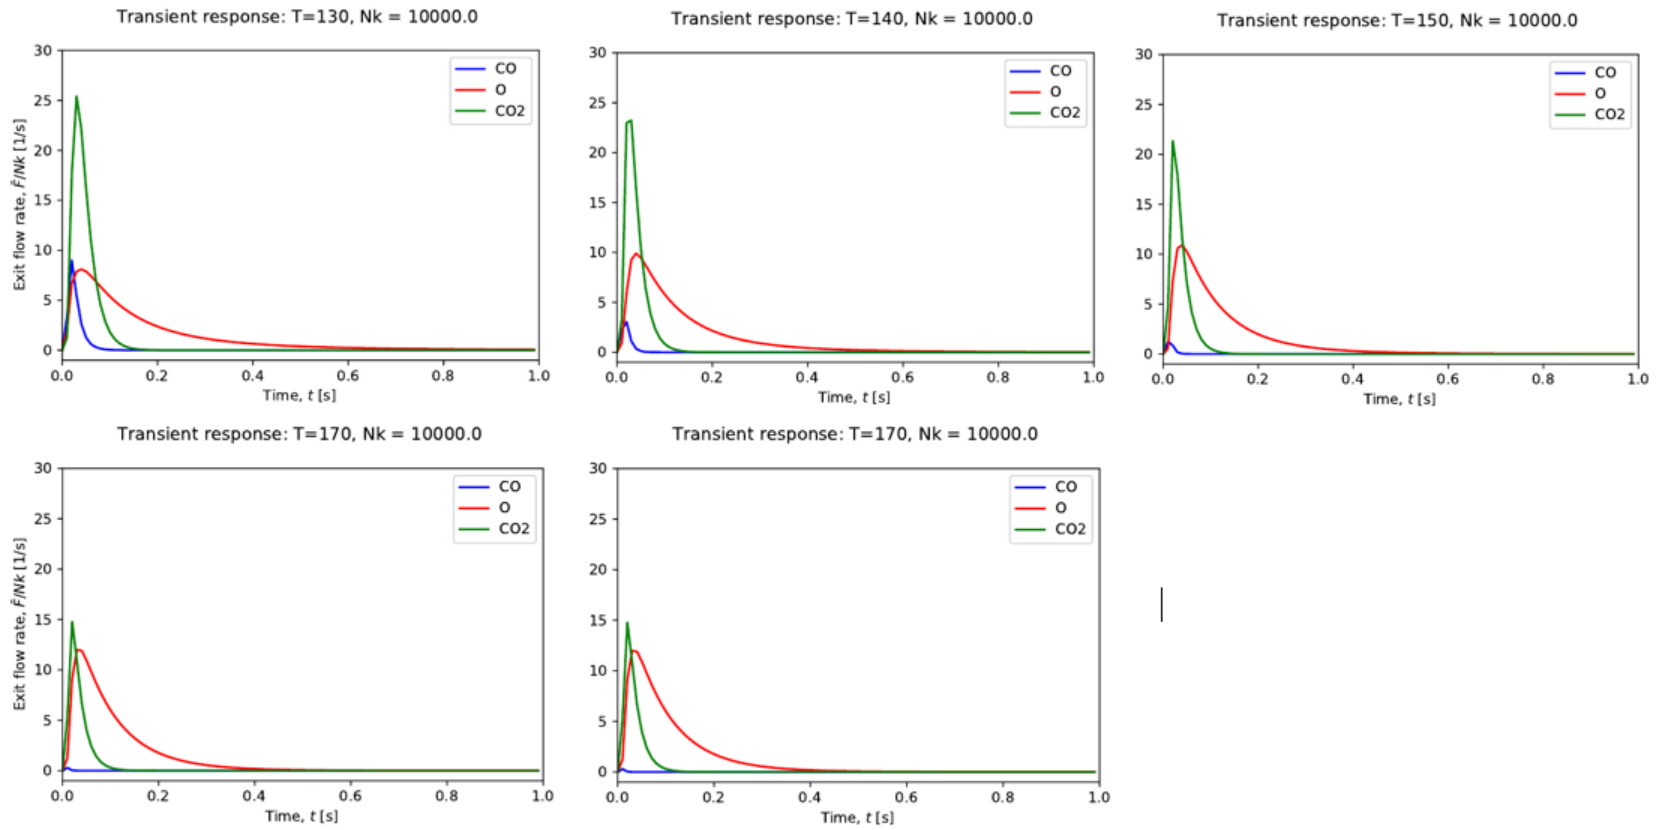 Transient response: T=130, Nk = 10000.0
Exit flow rate, F̄/Nk [1/s]
30
25
20
15
10
5
0
CO
O
CO2
0.0 0.2 0.4 0.6 0.8 1.0
Time, t [s]
Transient response: T=140, Nk = 10000.0
30
25
20
15
10
5
0
CO
O
CO2
0.0 0.2 0.4 0.6 0.8 1.0
Time, t [s]
Transient response: T=150, Nk = 10000.0
30
25
20
15
10
5
0
CO
O
CO2
0.0 0.2 0.4 0.6 0.8 1.0
Time, t [s]
Transient response: T=170, Nk = 10000.0
Exit flow rate, F̄/Nk [1/s]
30
25
20
15
10
5
0
CO
O
CO2
0.0 0.2 0.4 0.6 0.8 1.0
Time, t [s]
Transient response: T=170, Nk = 10000.0
30
25
20
15
10
5
0
CO
O
CO2
0.0 0.2 0.4 0.6 0.8 1.0
Time, t [s]